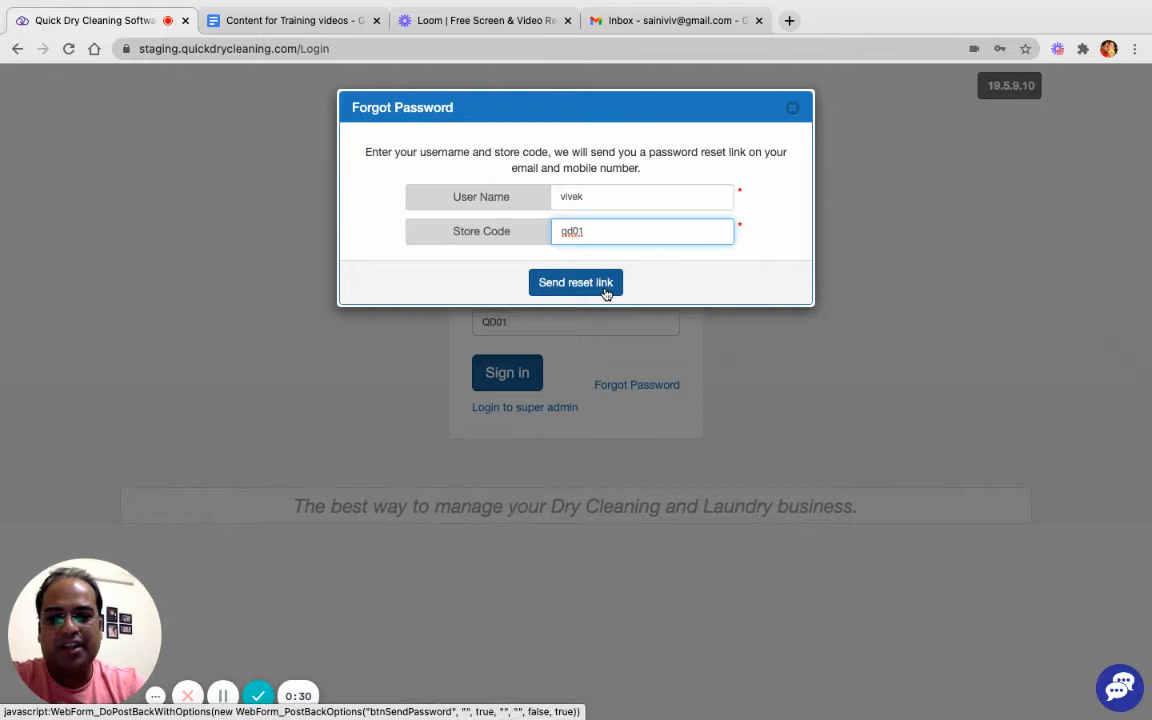 Quick Dry Cleaning Softwa
Content for Training videos - G
Loom | Free Screen & Video Re
Inbox - sainiviv@gmail.com - G
staging.quickdrycleaning.com/Login
19.5.9.10
Forgot Password
Enter your username and store code, we will send you a password reset link on your
email and mobile number.
User Name
vivek
*
Store Code
qd01
*
Send reset link
QD01
Sign in
Forgot Password
Login to super admin
The best way to manage your Dry Cleaning and Laundry business.
0:30
javascript:WebForm_DoPostBackWithOptions(new WebForm_PostBackOptions("btnSendPassword", "", true, "", "", false, true))